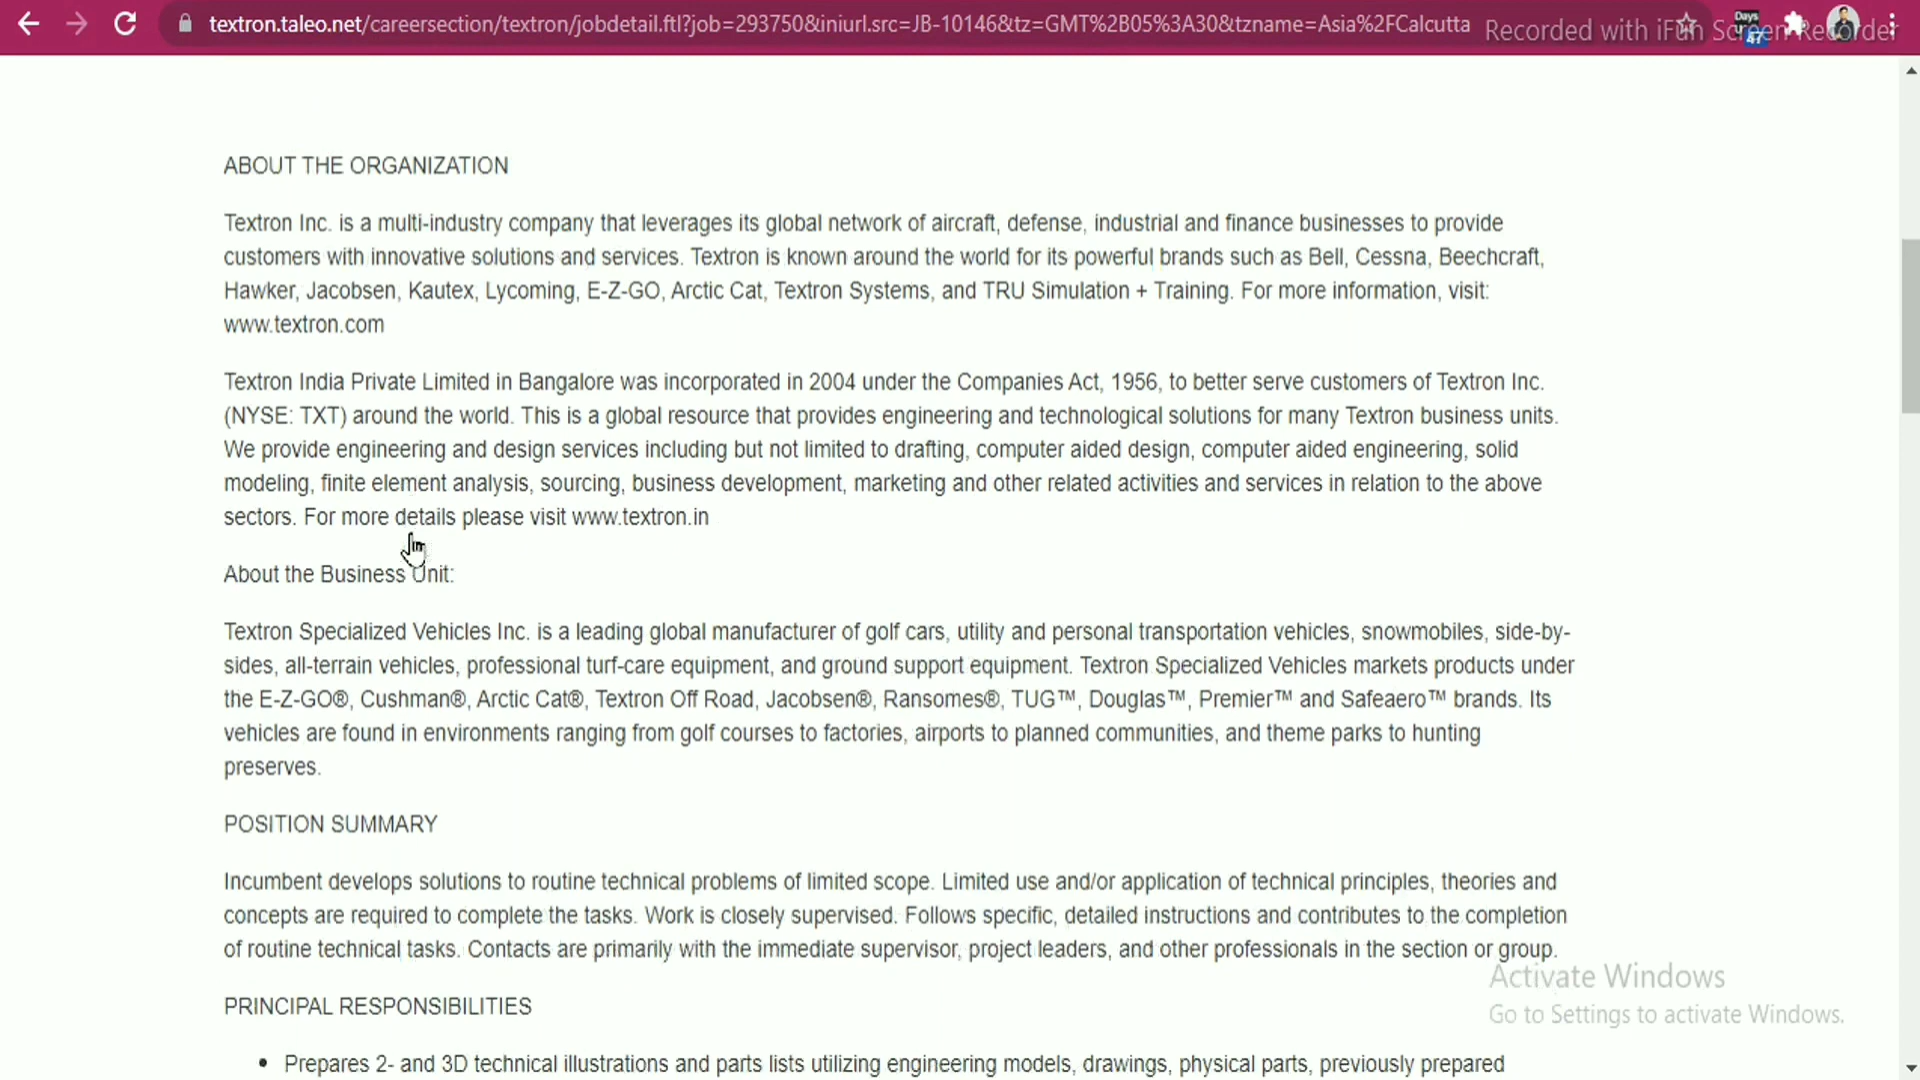 textron.taleo.net/careersection/textron/jobdetail.ftl?job=293750&iniurl.src=JB-10146&tz=GMT%2B05%3A30&tzname=Asia%2FCalcutta
Recorded with iFun Screen Recorder
Days
47
ABOUT THE ORGANIZATION
Textron Inc. is a multi-industry company that leverages its global network of aircraft, defense, industrial and finance businesses to provide
customers with innovative solutions and services. Textron is known around the world for its powerful brands such as Bell, Cessna, Beechcraft,
Hawker, Jacobsen, Kautex, Lycoming, E-Z-GO, Arctic Cat, Textron Systems, and TRU Simulation + Training. For more information, visit:
www.textron.com
Textron India Private Limited in Bangalore was incorporated in 2004 under the Companies Act, 1956, to better serve customers of Textron Inc.
(NYSE: TXT) around the world. This is a global resource that provides engineering and technological solutions for many Textron business units.
We provide engineering and design services including but not limited to drafting, computer aided design, computer aided engineering, solid
modeling, finite element analysis, sourcing, business development, marketing and other related activities and services in relation to the above
sectors. For more details please visit www.textron.in
About the Business Unit:
Textron Specialized Vehicles Inc. is a leading global manufacturer of golf cars, utility and personal transportation vehicles, snowmobiles, side-by-
sides, all-terrain vehicles, professional turf-care equipment, and ground support equipment. Textron Specialized Vehicles markets products under
the E-Z-GO®, Cushman®, Arctic Cat®, Textron Off Road, Jacobsen®, Ransomes®, TUG™, Douglas™, Premier™ and Safeaero™ brands. Its
vehicles are found in environments ranging from golf courses to factories, airports to planned communities, and theme parks to hunting
preserves.
POSITION SUMMARY
Incumbent develops solutions to routine technical problems of limited scope. Limited use and/or application of technical principles, theories and
concepts are required to complete the tasks. Work is closely supervised. Follows specific, detailed instructions and contributes to the completion
of routine technical tasks. Contacts are primarily with the immediate supervisor, project leaders, and other professionals in the section or group.
Activate Windows
Go to Settings to activate Windows.
PRINCIPAL RESPONSIBILITIES
• Prepares 2- and 3D technical illustrations and parts lists utilizing engineering models, drawings, physical parts, previously prepared